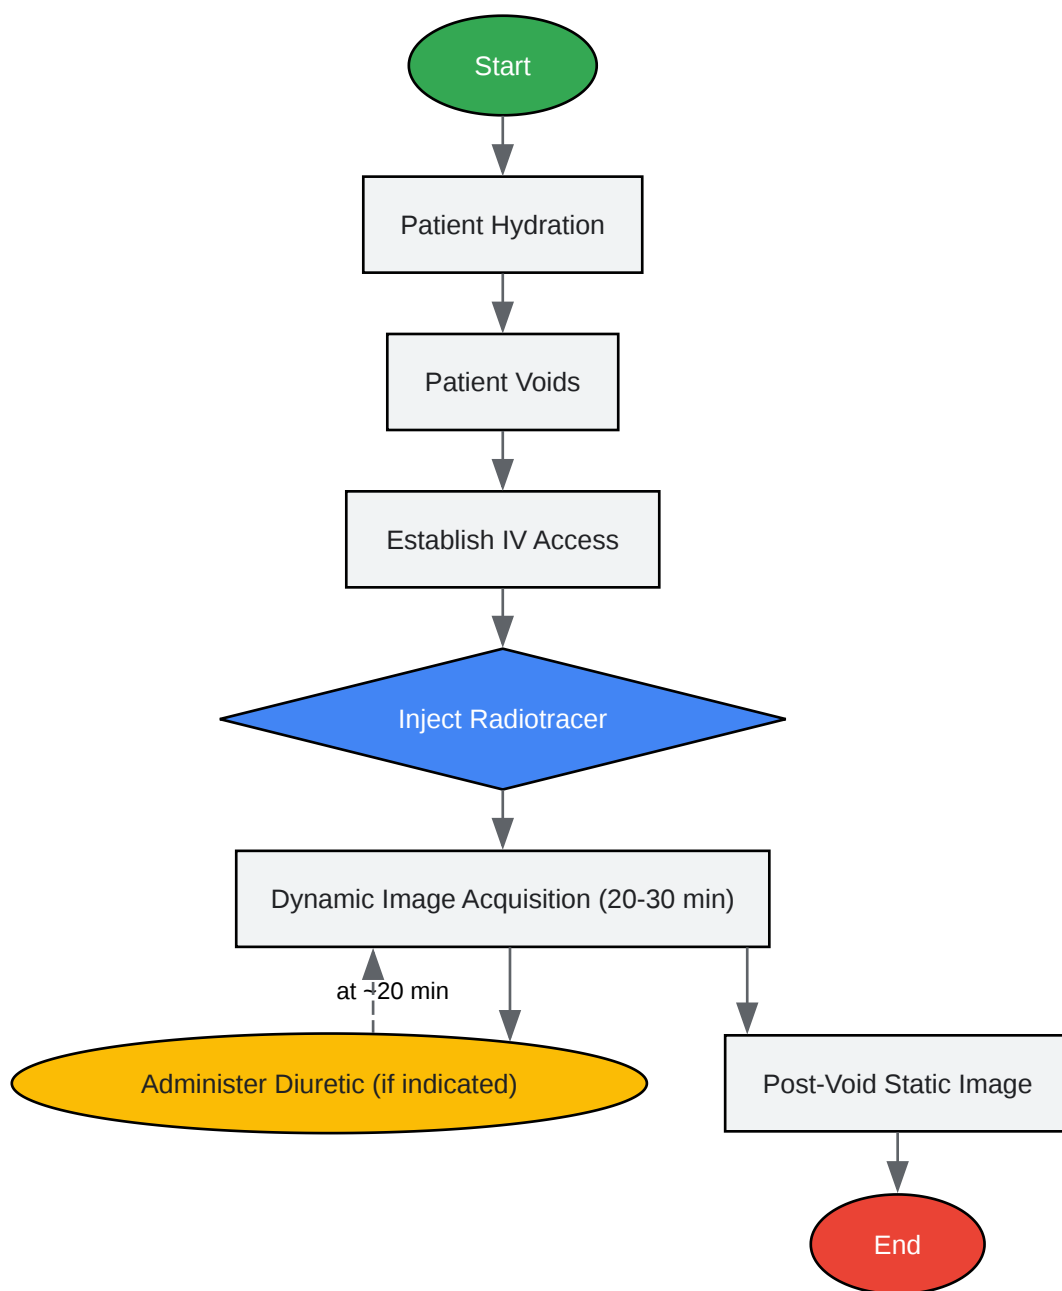 Start
Patient Hydration
Patient Voids
Establish IV Access
Inject Radiotracer
Dynamic Image Acquisition (20-30 min)
at ~20 min
Administer Diuretic (if indicated)
Post-Void Static Image
End